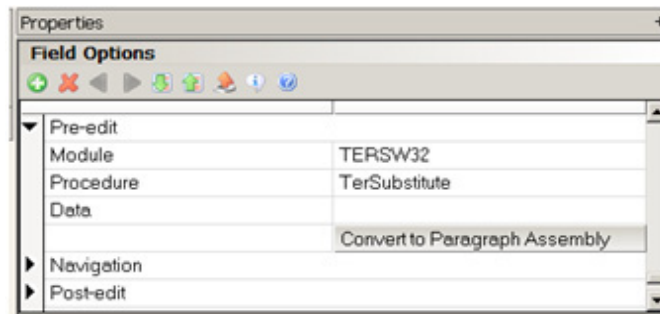 Properties
Field Options
Pre-edit
Module TERSW32
Procedure TerSubstitute
Data
Convert to Paragraph Assembly
Navigation
Post-edit